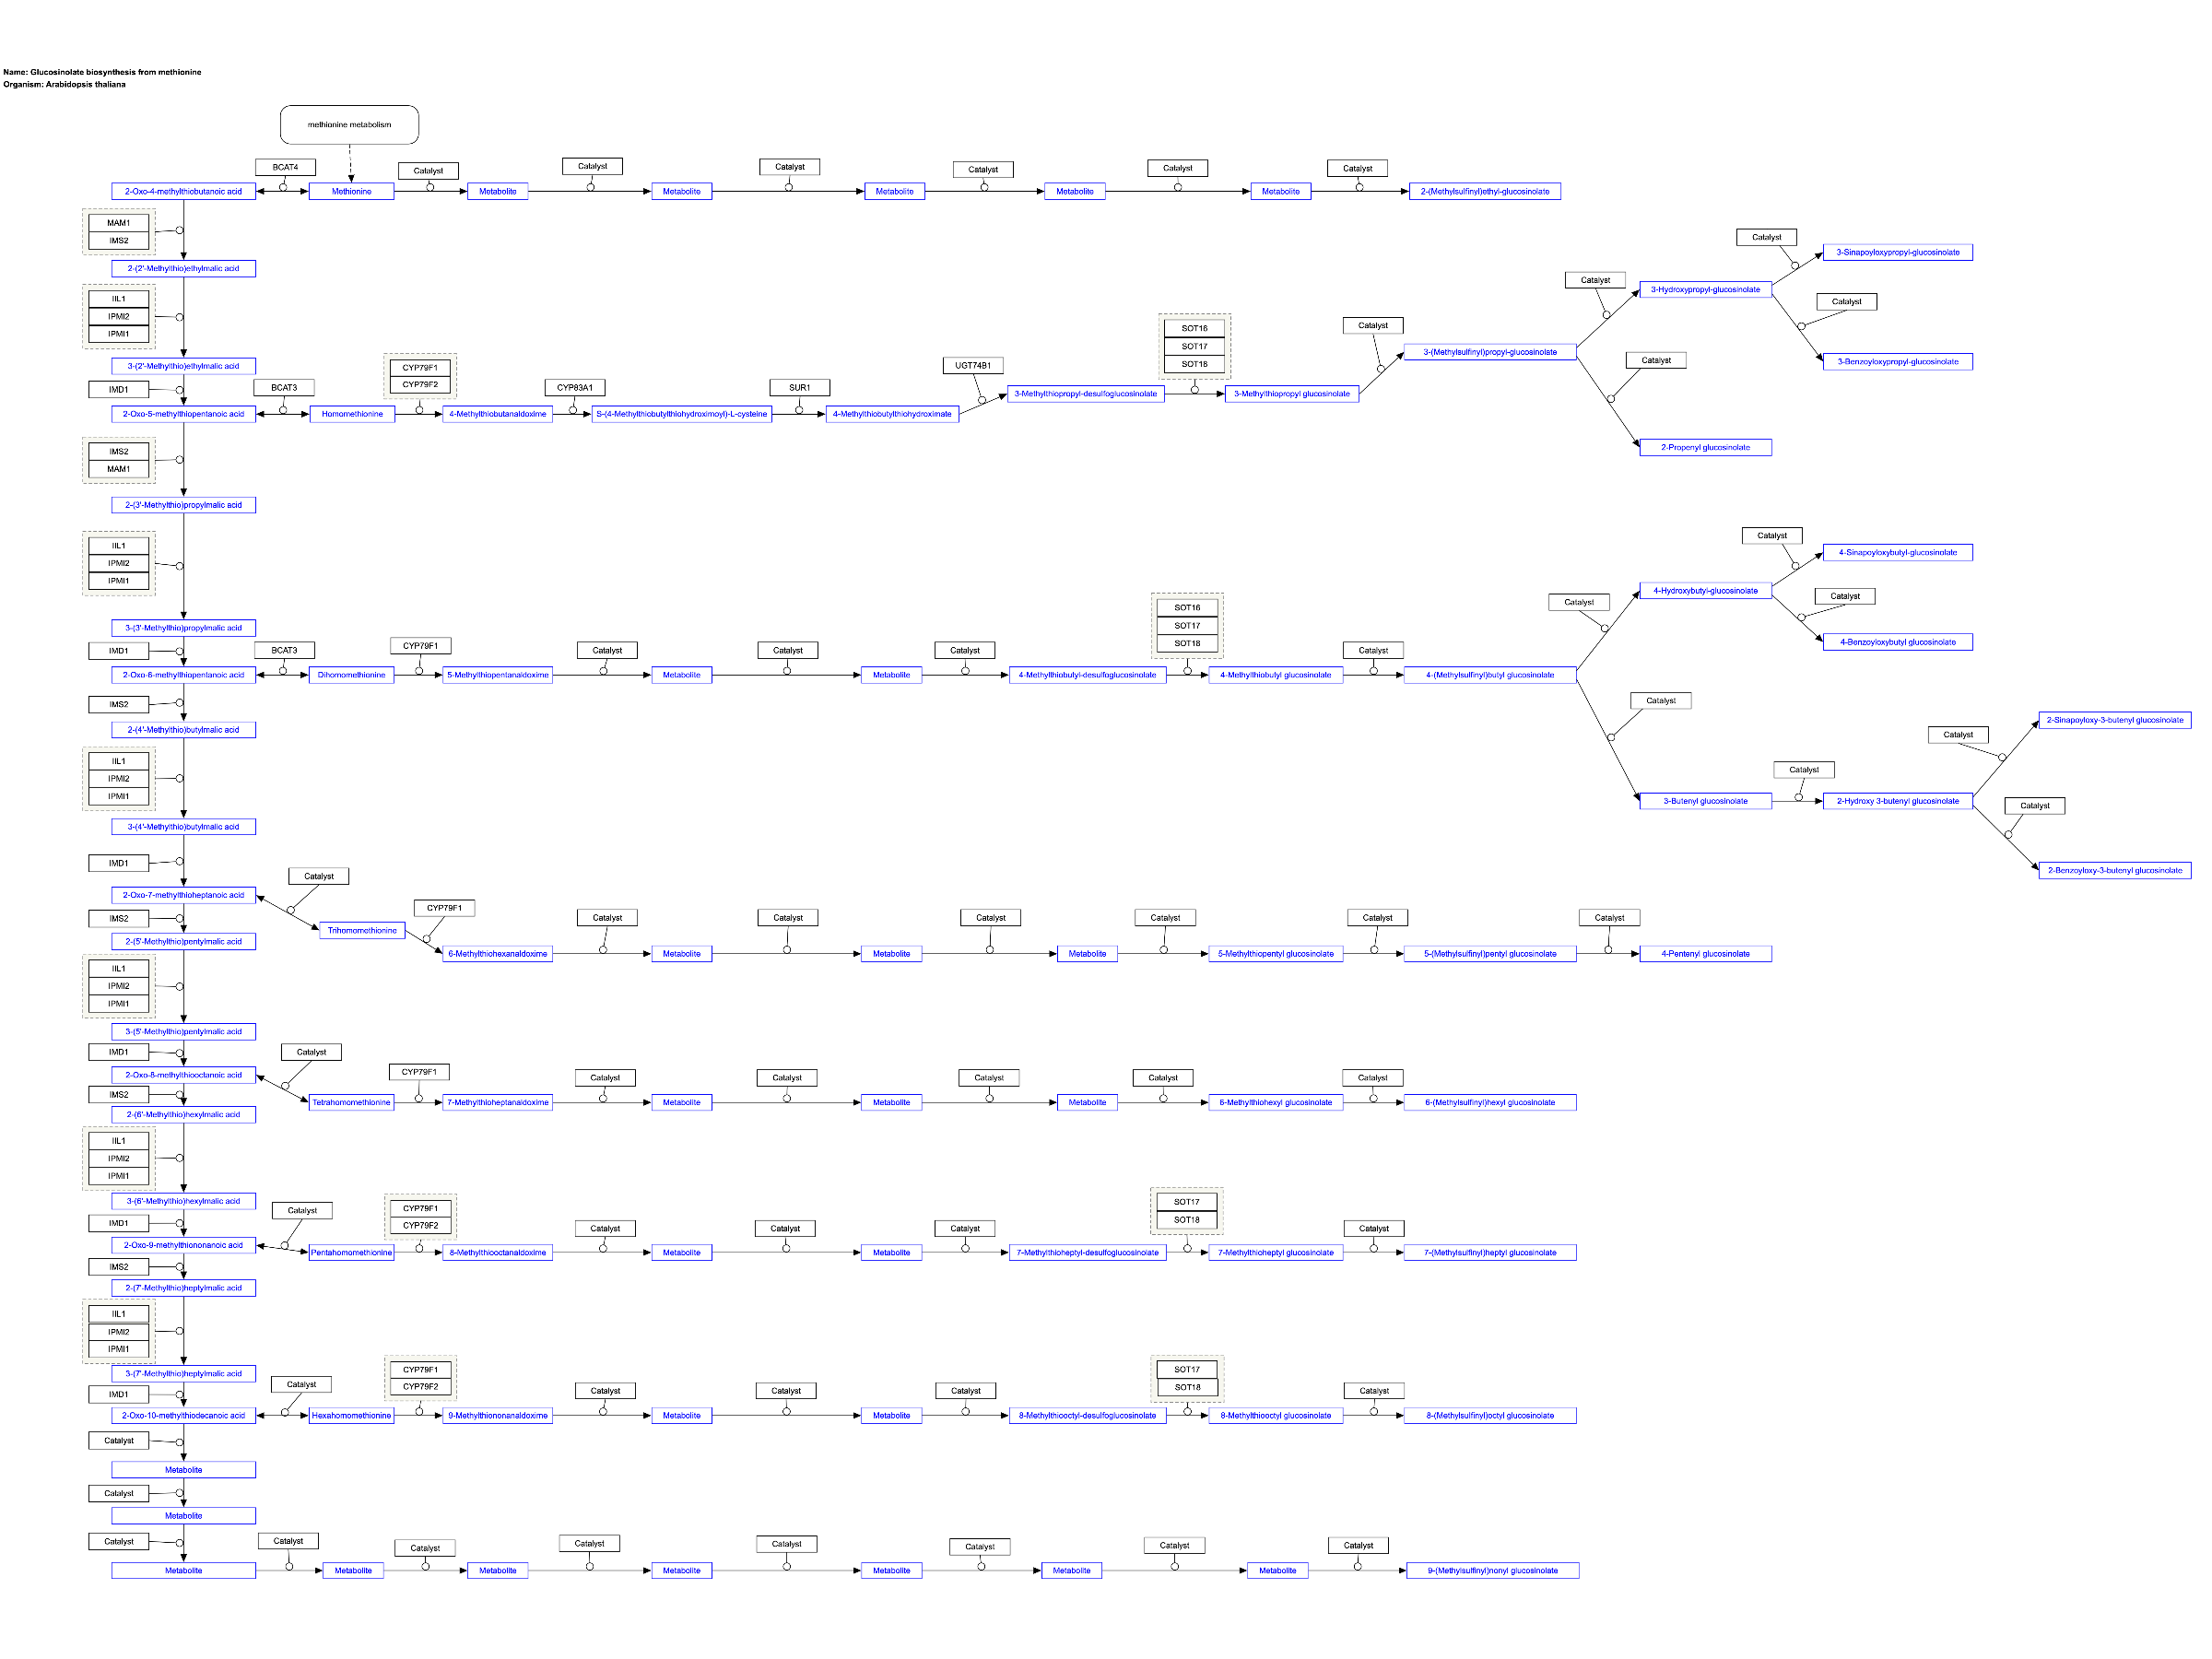 Name: Glucosinolate biosynthesis from methionine
Organism: Arabidopsis thaliana
methionine metabolism
BCAT4
Catalyst
Catalyst
Catalyst
Catalyst
Catalyst
Catalyst
2-Oxo-4-methylthiobutanoic acid
Methionine
Metabolite
Metabolite
Metabolite
Metabolite
Metabolite
2-(Methylsulfinyl)ethyl-glucosinolate
MAM1
IMS2
2-(2'-Methylthio)ethylmalic acid
Catalyst
3-Sinapoyloxypropyl-glucosinolate
Catalyst
3-Hydroxypropyl-glucosinolate
Catalyst
IIL1
IPMI2
IPMI1
SOT16
SOT17
SOT18
Catalyst
3-(Methylsulfinyl)propyl-glucosinolate
Catalyst
3-Benzoyloxypropyl-glucosinolate
3-(2'-Methylthio)ethylmalic acid
CYP79F1
CYP79F2
UGT74B1
IMD1
BCAT3
CYP83A1
SUR1
3-Methylthiopropyl-desulfoglucosinolate
3-Methylthiopropyl glucosinolate
2-Oxo-5-methylthiopentanoic acid
Homomethionine
4-Methylthiobutanaldoxime
S-(4-Methylthiobutylthiohydroximoyl)-L-cysteine
4-Methylthiobutylthiohydroximate
2-Propenyl glucosinolate
IMS2
MAM1
2-(3'-Methylthio)propylmalic acid
IIL1
IPMI2
IPMI1
Catalyst
4-Sinapoyloxybutyl-glucosinolate
4-Hydroxybutyl-glucosinolate
Catalyst
Catalyst
SOT16
SOT17
SOT18
4-Benzoyloxybutyl glucosinolate
3-(3'-Methylthio)propylmalic acid
IMD1
BCAT3
CYP79F1
Catalyst
Catalyst
Catalyst
Catalyst
2-Oxo-6-methylthiopentanoic acid
Dihomomethionine
5-Methylthiopentanaldoxime
Metabolite
Metabolite
4-Methylthiobutyl-desulfoglucosinolate
4-Methylthiobutyl glucosinolate
4-(Methylsulfinyl)butyl glucosinolate
IMS2
Catalyst
2-(4'-Methylthio)butylmalic acid
2-Sinapoyloxy-3-butenyl glucosinolate
Catalyst
IIL1
IPMI2
IPMI1
Catalyst
3-Butenyl glucosinolate
2-Hydroxy 3-butenyl glucosinolate
Catalyst
3-(4'-Methylthio)butylmalic acid
IMD1
Catalyst
2-Benzoyloxy-3-butenyl glucosinolate
2-Oxo-7-methylthioheptanoic acid
IMS2
CYP79F1
Catalyst
Catalyst
Catalyst
Catalyst
Catalyst
Catalyst
Trihomomethionine
2-(5'-Methylthio)pentylmalic acid
6-Methylthiohexanaldoxime
Metabolite
Metabolite
Metabolite
5-Methylthiopentyl glucosinolate
5-(Methylsulfinyl)pentyl glucosinolate
4-Pentenyl glucosinolate
IIL1
IPMI2
IPMI1
3-(5'-Methylthio)pentylmalic acid
IMD1
Catalyst
2-Oxo-8-methylthiooctanoic acid
CYP79F1
Catalyst
Catalyst
Catalyst
Catalyst
Catalyst
IMS2
Tetrahomomethionine
7-Methylthioheptanaldoxime
Metabolite
Metabolite
Metabolite
6-Methylthiohexyl glucosinolate
6-(Methylsulfinyl)hexyl glucosinolate
2-(6'-Methylthio)hexylmalic acid
IIL1
IPMI2
IPMI1
3-(6'-Methylthio)hexylmalic acid
Catalyst
CYP79F1
CYP79F2
SOT17
SOT18
IMD1
Catalyst
Catalyst
Catalyst
Catalyst
2-Oxo-9-methylthiononanoic acid
Pentahomomethionine
8-Methylthiooctanaldoxime
Metabolite
Metabolite
7-Methylthioheptyl-desulfoglucosinolate
7-Methylthioheptyl glucosinolate
7-(Methylsulfinyl)heptyl glucosinolate
IMS2
2-(7'-Methylthio)heptylmalic acid
IIL1
IPMI2
IPMI1
3-(7'-Methylthio)heptylmalic acid
Catalyst
CYP79F1
CYP79F2
SOT17
SOT18
IMD1
Catalyst
Catalyst
Catalyst
Catalyst
2-Oxo-10-methylthiodecanoic acid
Hexahomomethionine
9-Methylthiononanaldoxime
Metabolite
Metabolite
8-Methylthiooctyl-desulfoglucosinolate
8-Methylthiooctyl glucosinolate
8-(Methylsulfinyl)octyl glucosinolate
Catalyst
Metabolite
Catalyst
Metabolite
Catalyst
Catalyst
Catalyst
Catalyst
Catalyst
Catalyst
Catalyst
Catalyst
Metabolite
Metabolite
Metabolite
Metabolite
Metabolite
Metabolite
Metabolite
9-(Methylsulfinyl)nonyl glucosinolate